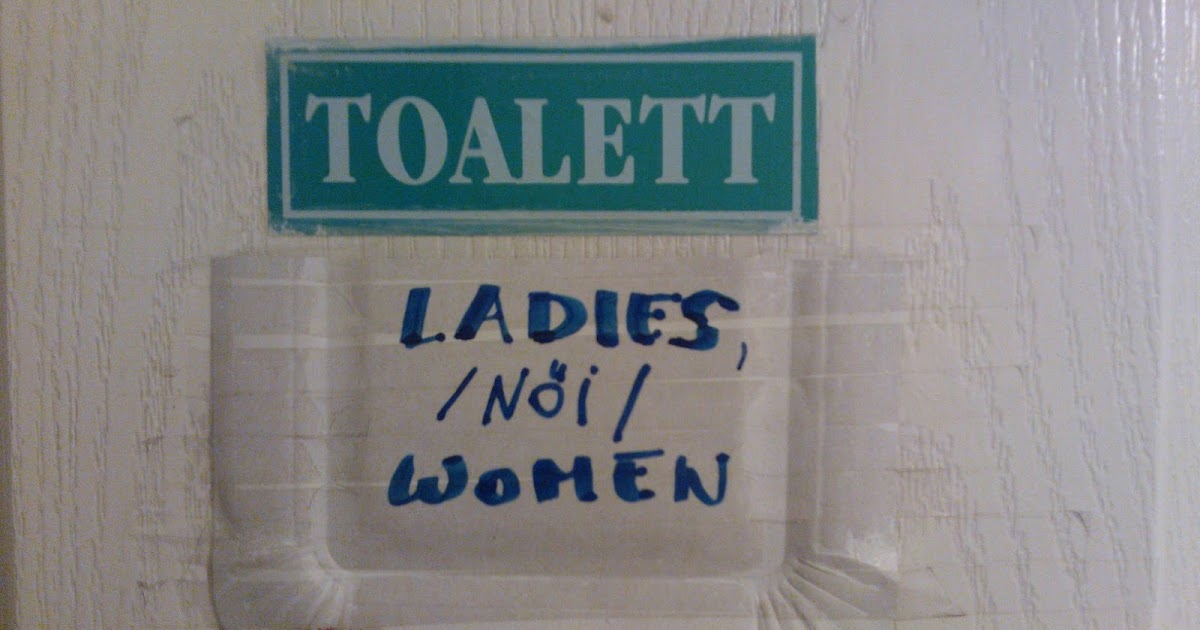 TOALETT
LADIES,
/NŐi/
WOMEN